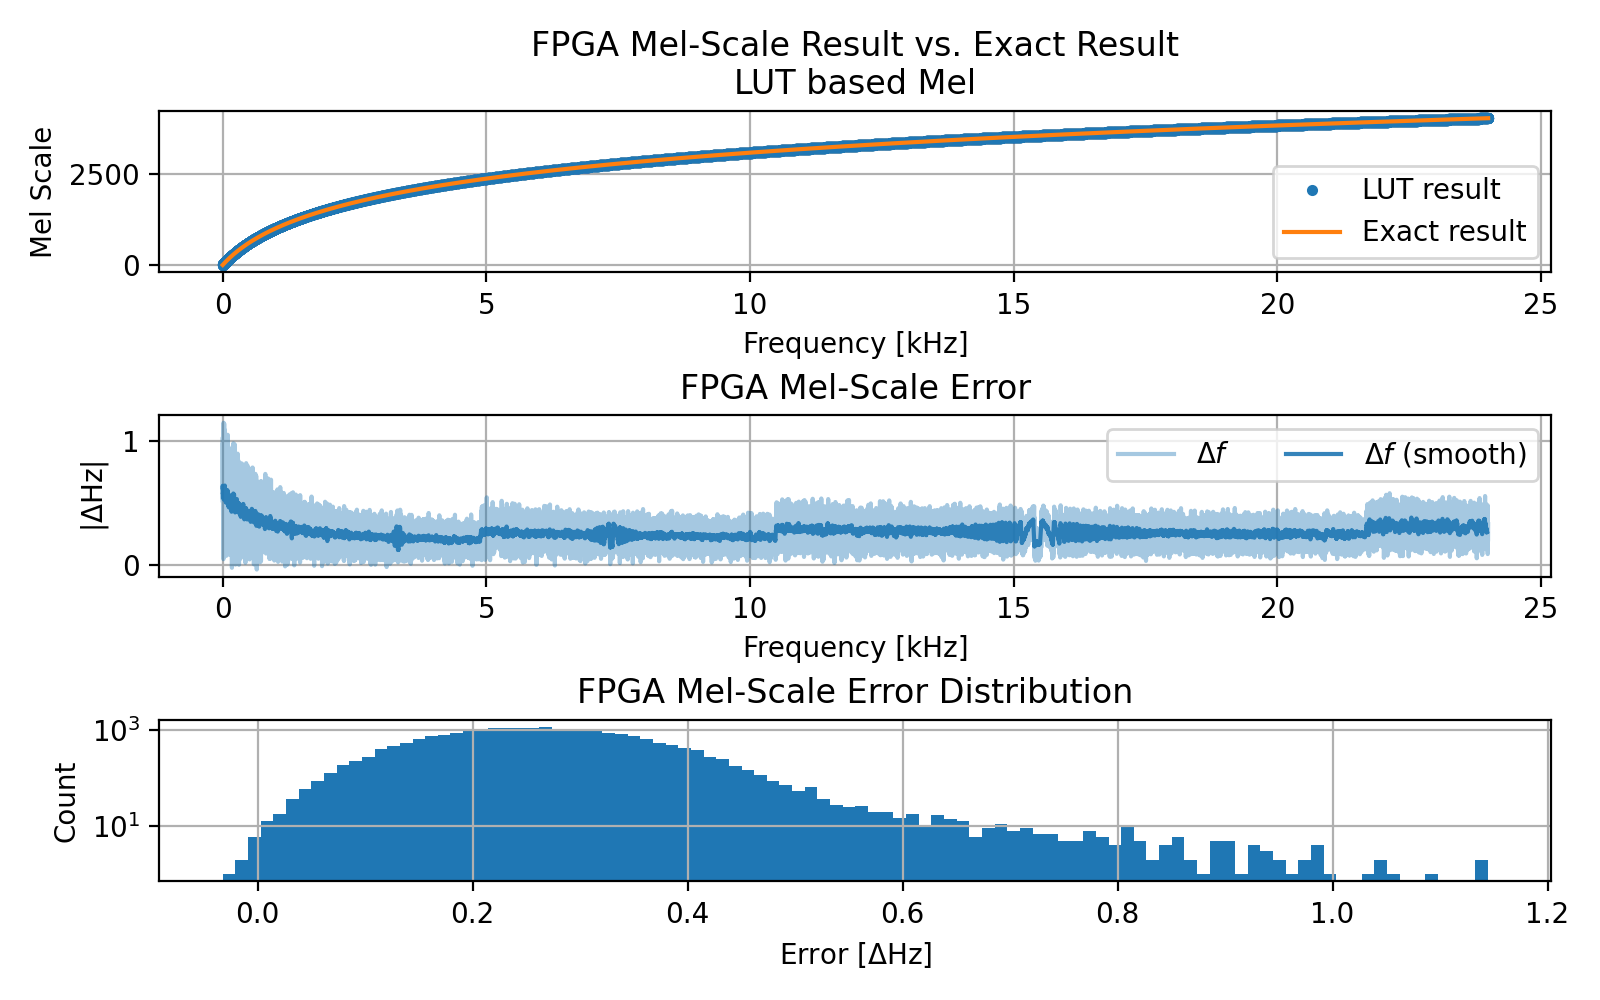 FPGA Mel-Scale Result vs. Exact Result
LUT based Mel
Mel Scale
2500
0
LUT result
Exact result
0 5 10 15 20 25
Frequency [kHz]
FPGA Mel-Scale Error
|ΔHz|
1
0
Δf Δf (smooth)
0 5 10 15 20 25
Frequency [kHz]
FPGA Mel-Scale Error Distribution
Count
10³
10¹
0.0 0.2 0.4 0.6 0.8 1.0 1.2
Error [ΔHz]